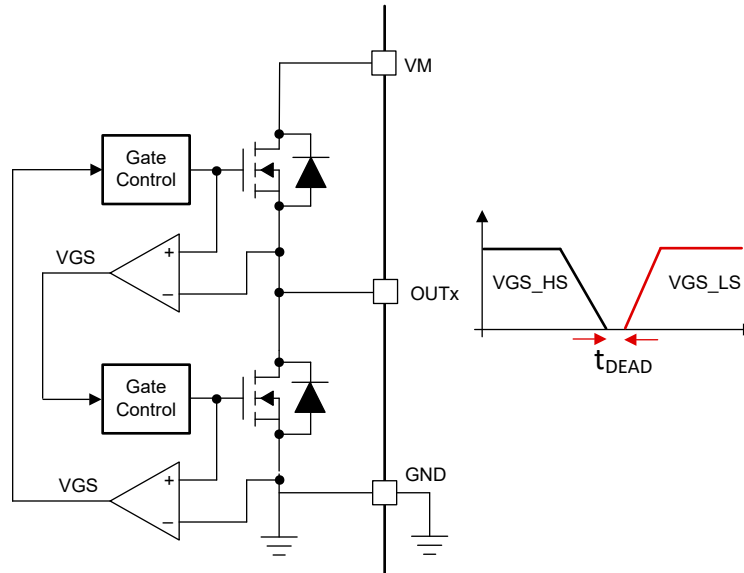 VM
Gate
Control
VGS
+
−
OUTx
VGS_HS
VGS_LS
tDEAD
Gate
Control
GND
VGS
+
−